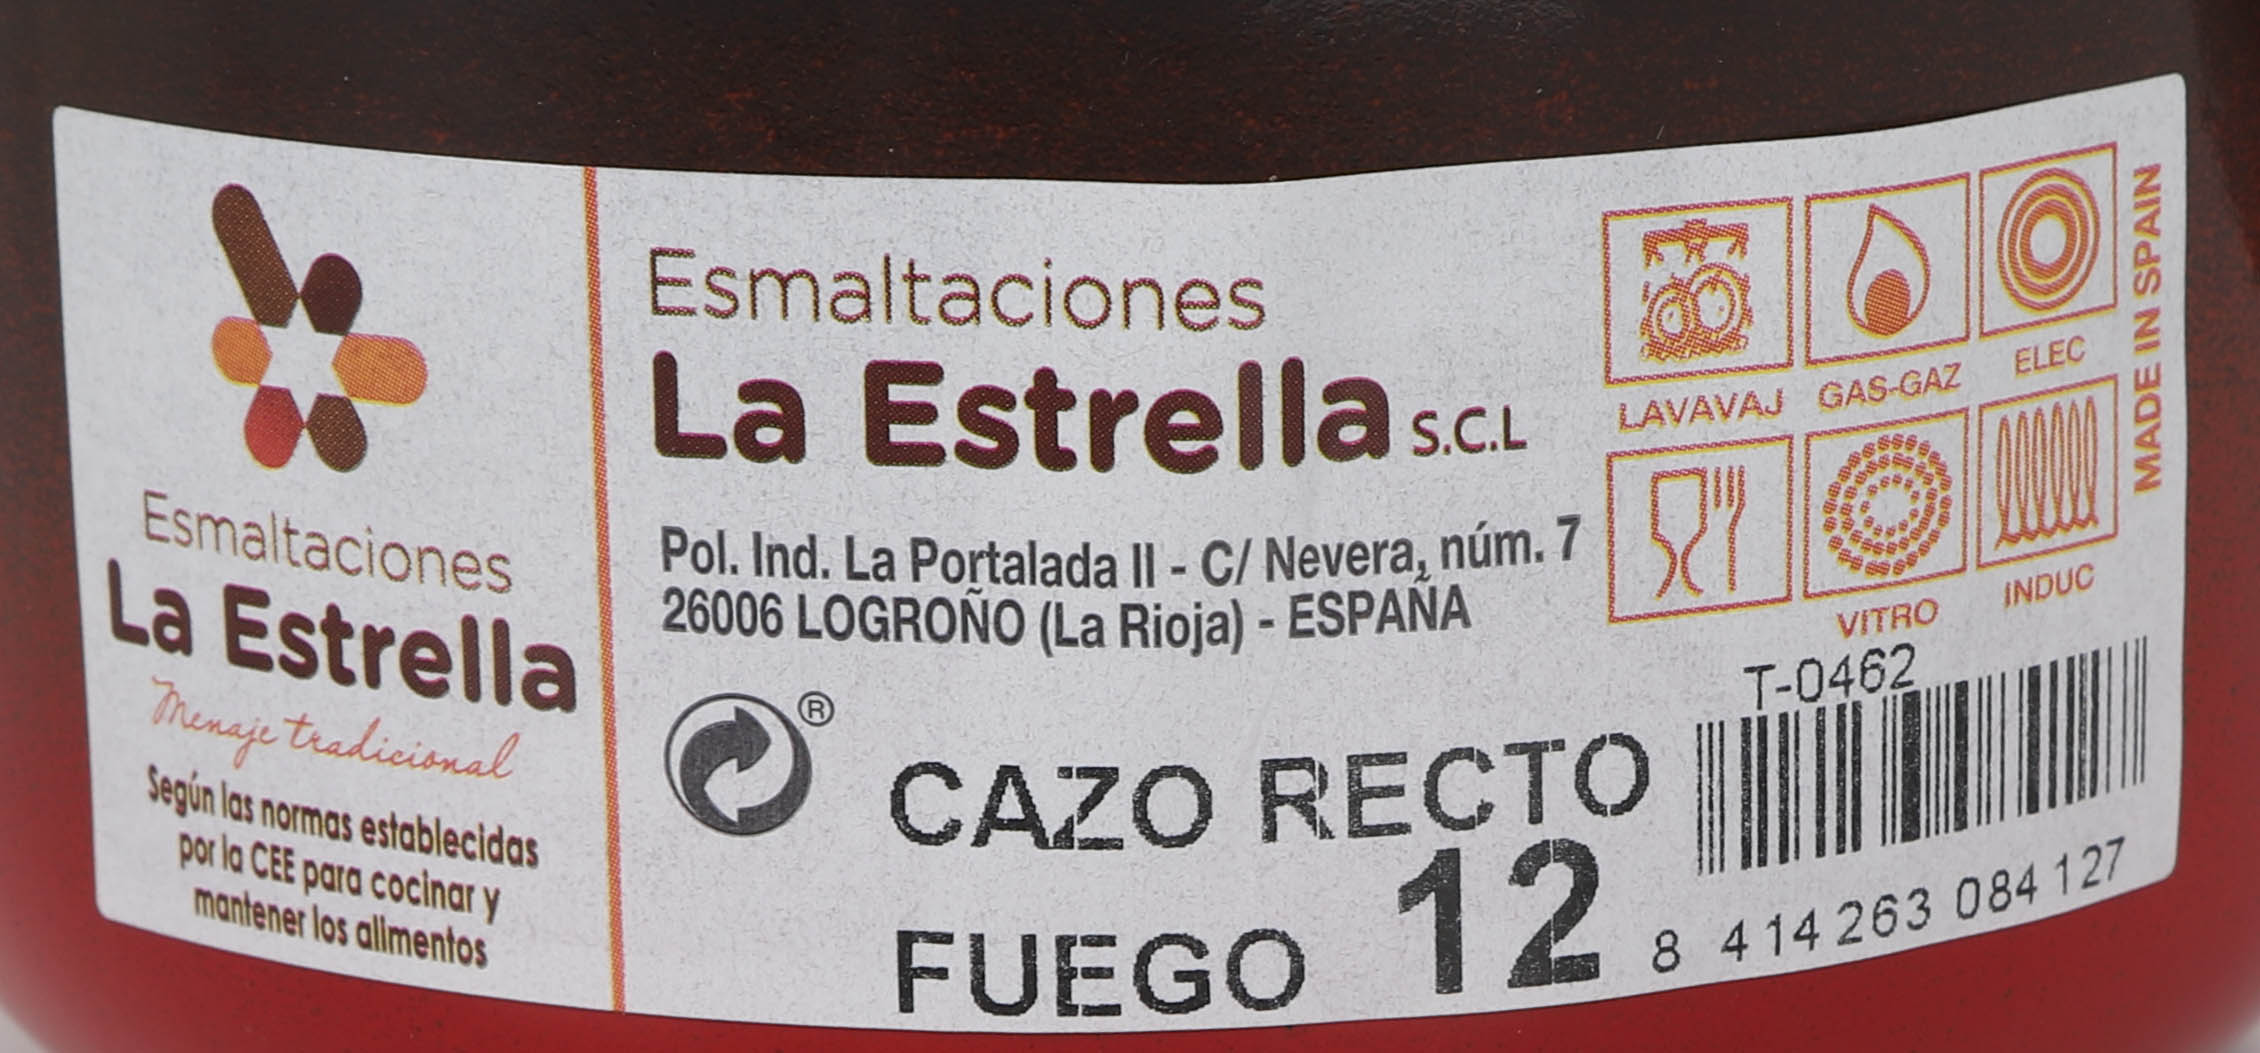 Esmaltaciones
La Estrella
Menaje tradicional
Según las normas establecidas
por la CEE para cocinar y
mantener los alimentos
Esmaltaciones
La Estrella S.C.L
Pol. Ind. La Portalada II - C/ Nevera, núm. 7
26006 LOGROÑO (La Rioja) - ESPAÑA
®
CAZO RECTO
FUEGO 12
LAVAVAJ GAS-GAZ ELEC
VITRO INDUC
MADE IN SPAIN
T-0462
8 414263 084127